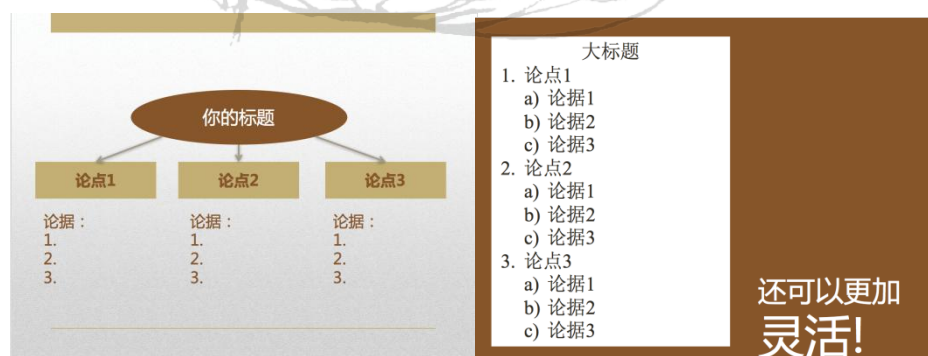 你的标题
论点1
论点2
论点3
论据：
1.
2.
3.
论据：
1.
2.
3.
论据：
1.
2.
3.
大标题
1. 论点1
a) 论据1
b) 论据2
c) 论据3
2. 论点2
a) 论据1
b) 论据2
c) 论据3
3. 论点3
a) 论据1
b) 论据2
c) 论据3
还可以更加
灵活!